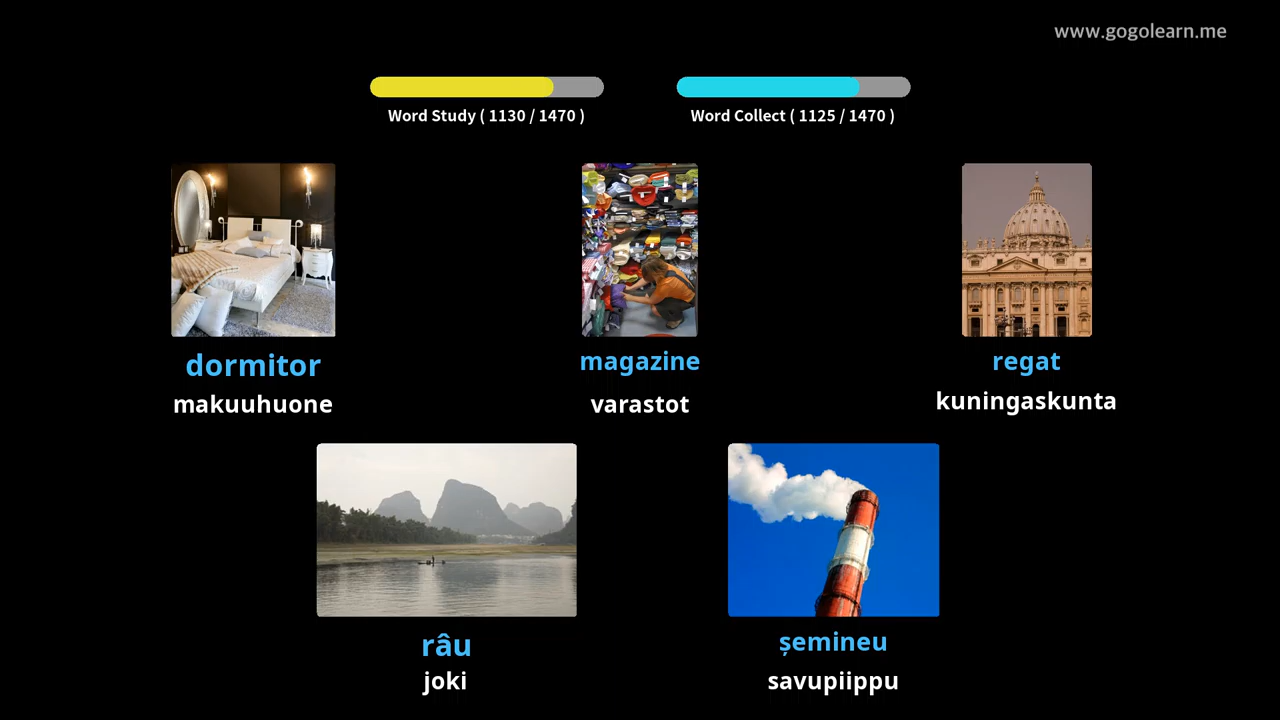 www.gogolearn.me
Word Study ( 1130 / 1470 )
Word Collect ( 1125 / 1470 )
dormitor
makuuhuone
magazine
varastot
regat
kuningaskunta
râu
joki
șemineu
savupiippu